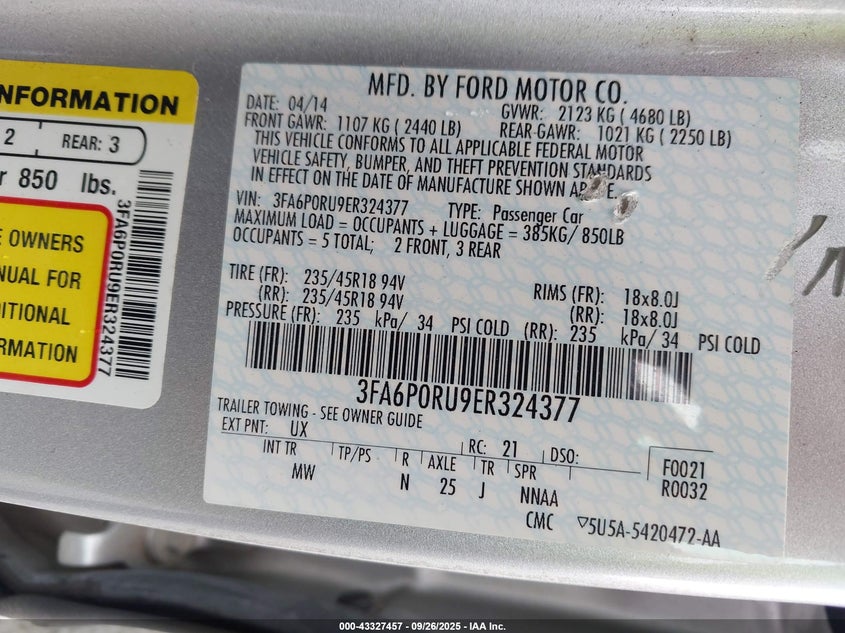 NFORMATION
2 REAR: 3
850 lbs.
E OWNERS
NUAL FOR
DITIONAL
RMATION
3FA6P0RU9ER324377
MFD. BY FORD MOTOR CO.
DATE: 04/14 GVWR: 2123 KG ( 4680 LB)
FRONT GAWR: 1107 KG ( 2440 LB) REAR-GAWR: 1021 KG ( 2250 LB)
THIS VEHICLE CONFORMS TO ALL APPLICABLE FEDERAL MOTOR
VEHICLE SAFETY, BUMPER, AND THEFT PREVENTION STANDARDS
IN EFFECT ON THE DATE OF MANUFACTURE SHOWN ABOVE.
VIN: 3FA6P0RU9ER324377 TYPE: Passenger Car
MAXIMUM LOAD = OCCUPANTS + LUGGAGE = 385KG/ 850LB
OCCUPANTS = 5 TOTAL; 2 FRONT, 3 REAR
TIRE (FR): 235/45R18 94V RIMS (FR): 18x8.0J
(RR): 235/45R18 94V (RR): 18x8.0J
PRESSURE (FR): 235 kPa/ 34 PSI COLD (RR): 235 kPa/ 34 PSI COLD
3FA6P0RU9ER324377
TRAILER TOWING - SEE OWNER GUIDE
EXT PNT: UX RC: 21 DSO:
INT TR TP/PS R AXLE TR SPR F0021
MW N 25 J NNAA R0032
CMC ▽5U5A-5420472-AA
000-43327457 - 09/26/2025 - IAA Inc.